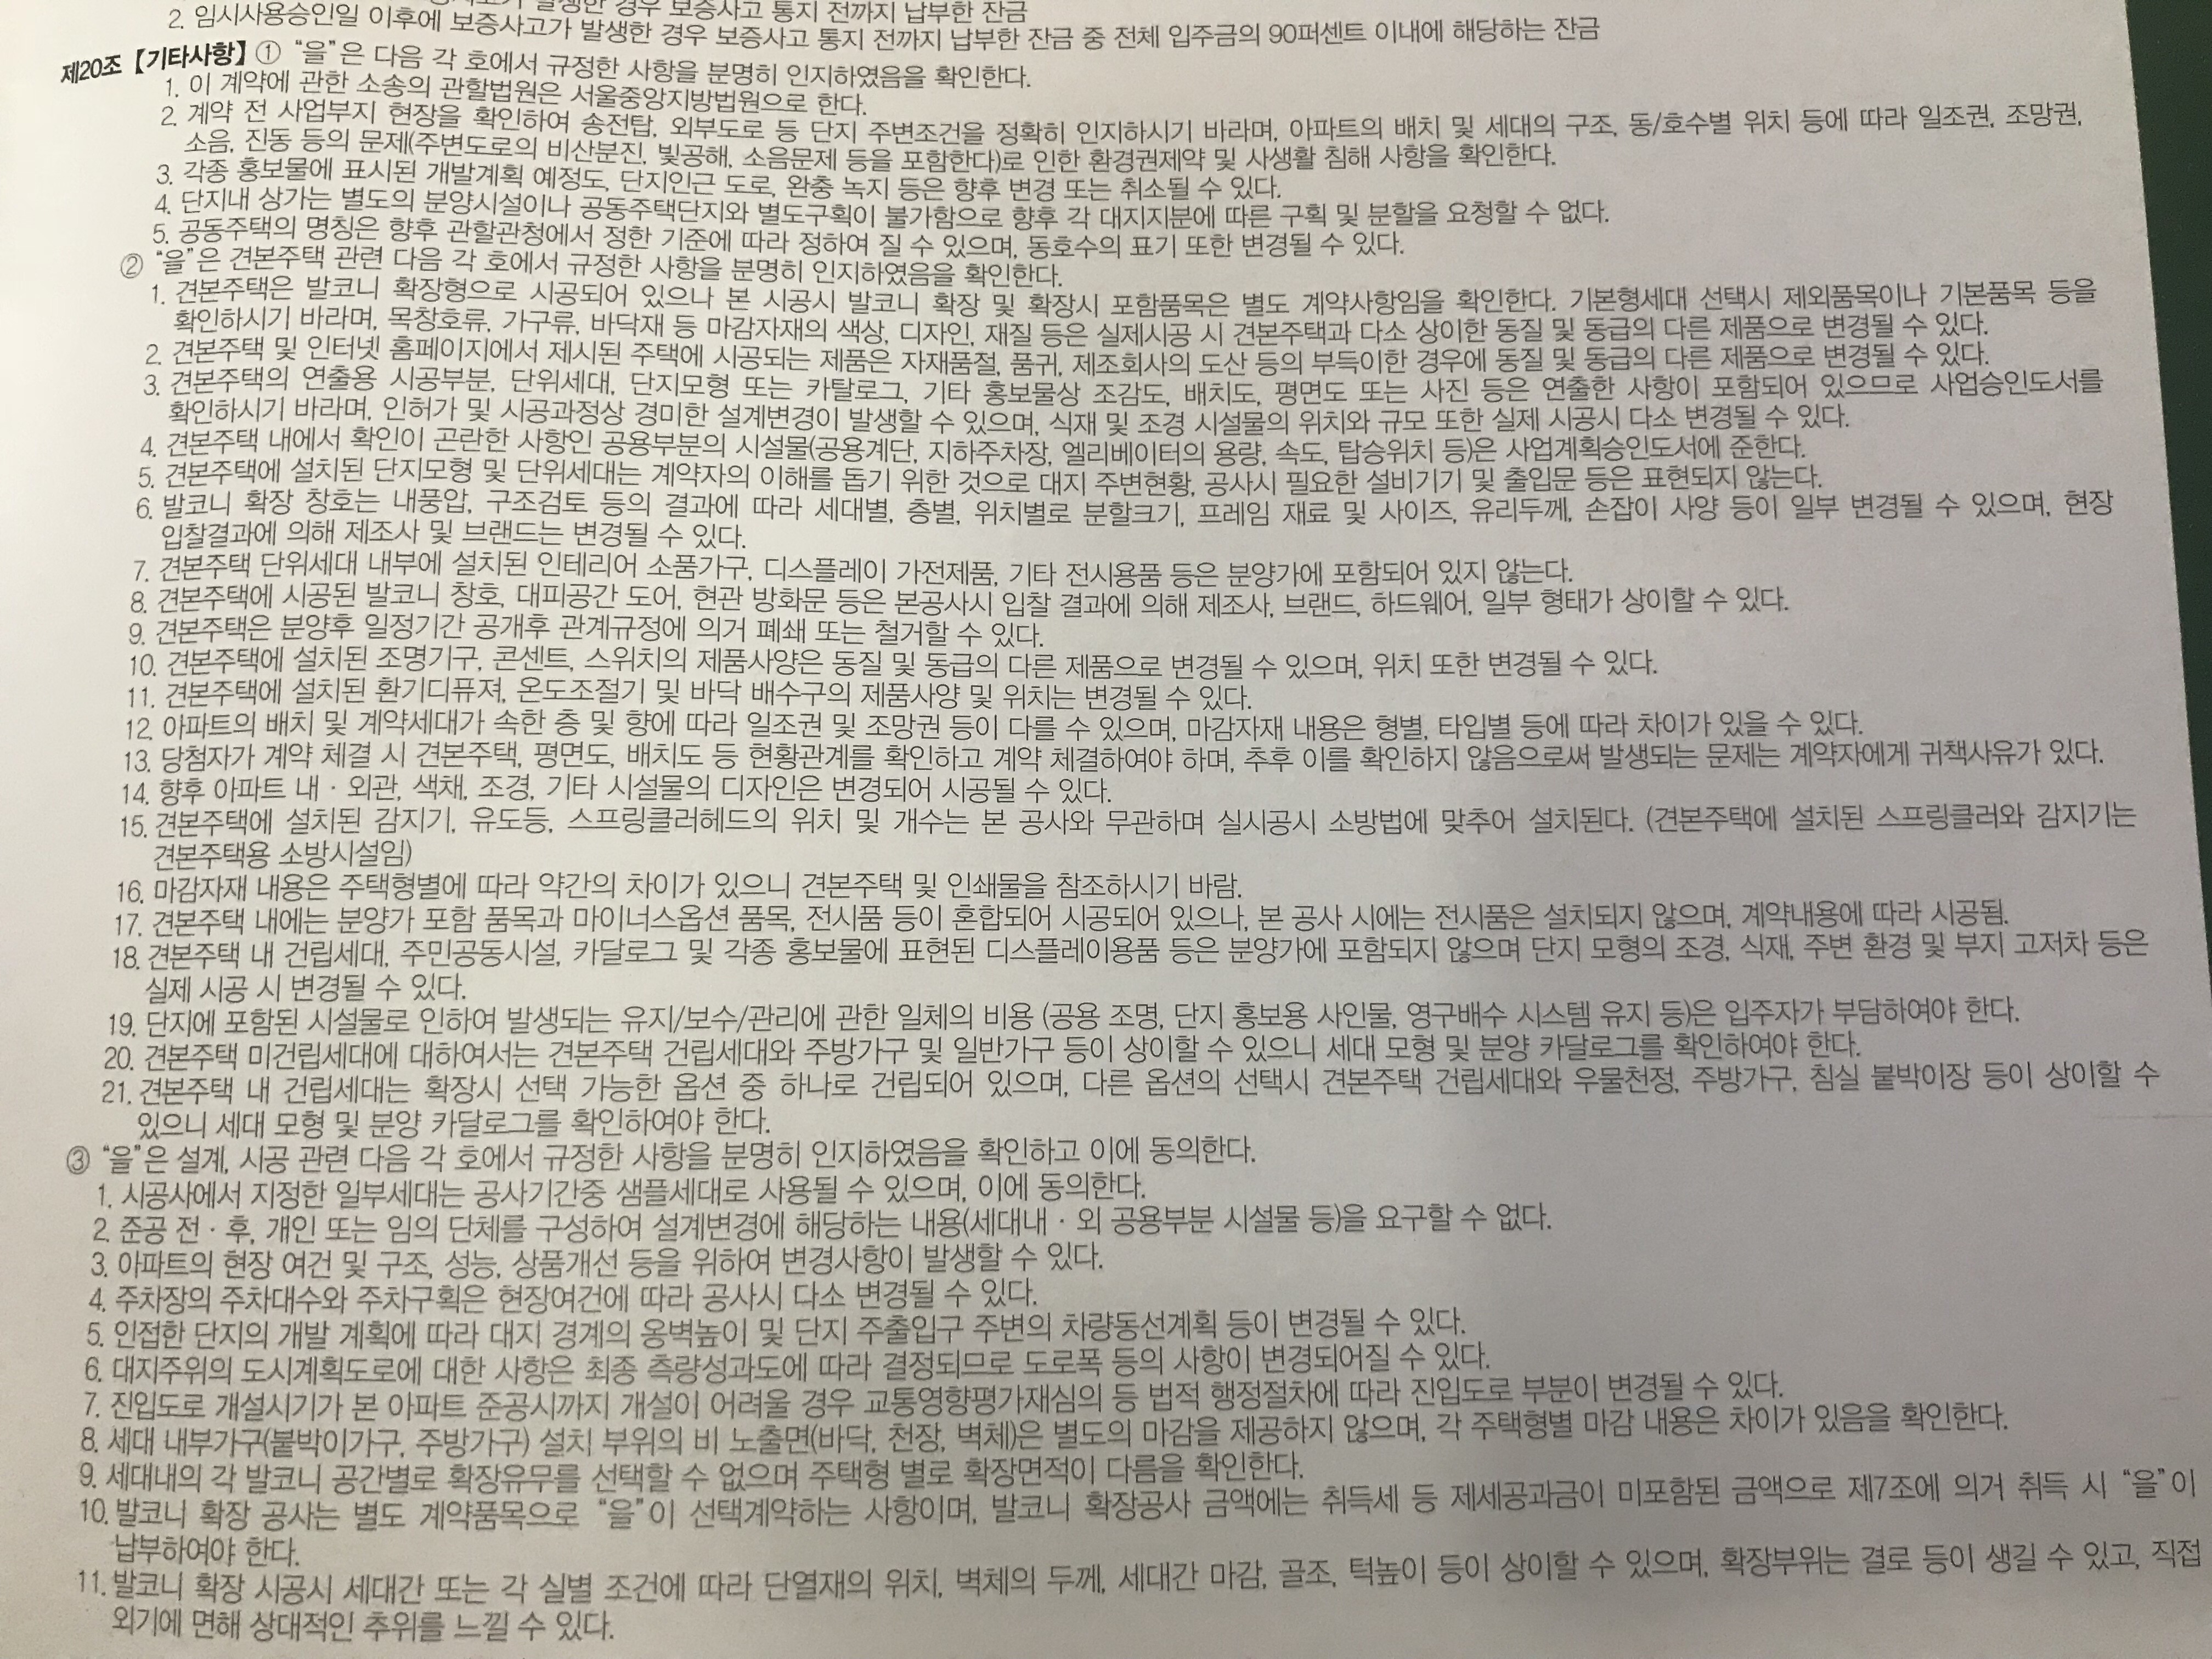 발생한 경우 보증사고 통지 전까지 납부한 잔금
2. 임시사용승인일 이후에 보증사고가 발생한 경우 보증사고 통지 전까지 납부한 잔금 중 전체 입주금의 90퍼센트 이내에 해당하는 잔금
제20조 【기타사항】 ① “을”은 다음 각 호에서 규정한 사항을 분명히 인지하였음을 확인한다.
1. 이 계약에 관한 소송의 관할법원은 서울중앙지방법원으로 한다.
2. 계약 전 사업부지 현장을 확인하여 송전탑, 외부도로 등 단지 주변조건을 정확히 인지하시기 바라며, 아파트의 배치 및 세대의 구조, 동/호수별 위치 등에 따라 일조권, 조망권,
소음, 진동 등의 문제(주변도로의 비산분진, 빛공해, 소음문제 등을 포함한다)로 인한 환경권제약 및 사생활 침해 사항을 확인한다.
3. 각종 홍보물에 표시된 개발계획 예정도, 단지인근 도로, 완충 녹지 등은 향후 변경 또는 취소될 수 있다.
4. 단지내 상가는 별도의 분양시설이나 공동주택단지와 별도구획이 불가함으로 향후 각 대지지분에 따른 구획 및 분할을 요청할 수 없다.
5. 공동주택의 명칭은 향후 관할관청에서 정한 기준에 따라 정하여 질 수 있으며, 동호수의 표기 또한 변경될 수 있다.
② “을”은 견본주택 관련 다음 각 호에서 규정한 사항을 분명히 인지하였음을 확인한다.
1. 견본주택은 발코니 확장형으로 시공되어 있으나 본 시공시 발코니 확장 및 확장시 포함품목은 별도 계약사항임을 확인한다. 기본형세대 선택시 제외품목이나 기본품목 등을
확인하시기 바라며, 목창호류, 가구류, 바닥재 등 마감자재의 색상, 디자인, 재질 등은 실제시공 시 견본주택과 다소 상이한 동질 및 동급의 다른 제품으로 변경될 수 있다.
2. 견본주택 및 인터넷 홈페이지에서 제시된 주택에 시공되는 제품은 자재품절, 품귀, 제조회사의 도산 등의 부득이한 경우에 동질 및 동급의 다른 제품으로 변경될 수 있다.
3. 견본주택의 연출용 시공부분, 단위세대, 단지모형 또는 카탈로그, 기타 홍보물상 조감도, 배치도, 평면도 또는 사진 등은 연출한 사항이 포함되어 있으므로 사업승인도서를
확인하시기 바라며, 인허가 및 시공과정상 경미한 설계변경이 발생할 수 있으며, 식재 및 조경 시설물의 위치와 규모 또한 실제 시공시 다소 변경될 수 있다.
4. 견본주택 내에서 확인이 곤란한 사항인 공용부분의 시설물(공용계단, 지하주차장, 엘리베이터의 용량, 속도, 탑승위치 등)은 사업계획승인도서에 준한다.
5. 견본주택에 설치된 단지모형 및 단위세대는 계약자의 이해를 돕기 위한 것으로 대지 주변현황, 공사시 필요한 설비기기 및 출입문 등은 표현되지 않는다.
6. 발코니 확장 창호는 내풍압, 구조검토 등의 결과에 따라 세대별, 층별, 위치별로 분할크기, 프레임 재료 및 사이즈, 유리두께, 손잡이 사양 등이 일부 변경될 수 있으며, 현장
입찰결과에 의해 제조사 및 브랜드는 변경될 수 있다.
7. 견본주택 단위세대 내부에 설치된 인테리어 소품가구, 디스플레이 가전제품, 기타 전시용품 등은 분양가에 포함되어 있지 않는다.
8. 견본주택에 시공된 발코니 창호, 대피공간 도어, 현관 방화문 등은 본공사시 입찰 결과에 의해 제조사, 브랜드, 하드웨어, 일부 형태가 상이할 수 있다.
9. 견본주택은 분양후 일정기간 공개후 관계규정에 의거 폐쇄 또는 철거할 수 있다.
10. 견본주택에 설치된 조명기구, 콘센트, 스위치의 제품사양은 동질 및 동급의 다른 제품으로 변경될 수 있으며, 위치 또한 변경될 수 있다.
11. 견본주택에 설치된 환기디퓨져, 온도조절기 및 바닥 배수구의 제품사양 및 위치는 변경될 수 있다.
12. 아파트의 배치 및 계약세대가 속한 층 및 향에 따라 일조권 및 조망권 등이 다를 수 있으며, 마감자재 내용은 형별, 타입별 등에 따라 차이가 있을 수 있다.
13. 당첨자가 계약 체결 시 견본주택, 평면도, 배치도 등 현황관계를 확인하고 계약 체결하여야 하며, 추후 이를 확인하지 않음으로써 발생되는 문제는 계약자에게 귀책사유가 있다.
14. 향후 아파트 내ㆍ외관, 색채, 조경, 기타 시설물의 디자인은 변경되어 시공될 수 있다.
15. 견본주택에 설치된 감지기, 유도등, 스프링클러헤드의 위치 및 개수는 본 공사와 무관하며 실시공시 소방법에 맞추어 설치된다. (견본주택에 설치된 스프링클러와 감지기는
견본주택용 소방시설임)
16. 마감자재 내용은 주택형별에 따라 약간의 차이가 있으니 견본주택 및 인쇄물을 참조하시기 바람.
17. 견본주택 내에는 분양가 포함 품목과 마이너스옵션 품목, 전시품 등이 혼합되어 시공되어 있으나, 본 공사 시에는 전시품은 설치되지 않으며, 계약내용에 따라 시공됨.
18. 견본주택 내 건립세대, 주민공동시설, 카달로그 및 각종 홍보물에 표현된 디스플레이용품 등은 분양가에 포함되지 않으며 단지 모형의 조경, 식재, 주변 환경 및 부지 고저차 등은
실제 시공 시 변경될 수 있다.
19. 단지에 포함된 시설물로 인하여 발생되는 유지/보수/관리에 관한 일체의 비용 (공용 조명, 단지 홍보용 사인물, 영구배수 시스템 유지 등)은 입주자가 부담하여야 한다.
20. 견본주택 미건립세대에 대하여서는 견본주택 건립세대와 주방가구 및 일반가구 등이 상이할 수 있으니 세대 모형 및 분양 카달로그를 확인하여야 한다.
21. 견본주택 내 건립세대는 확장시 선택 가능한 옵션 중 하나로 건립되어 있으며, 다른 옵션의 선택시 견본주택 건립세대와 우물천정, 주방가구, 침실 붙박이장 등이 상이할 수
있으니 세대 모형 및 분양 카달로그를 확인하여야 한다.
③ “을”은 설계, 시공 관련 다음 각 호에서 규정한 사항을 분명히 인지하였음을 확인하고 이에 동의한다.
1. 시공사에서 지정한 일부세대는 공사기간중 샘플세대로 사용될 수 있으며, 이에 동의한다.
2. 준공 전ㆍ후, 개인 또는 임의 단체를 구성하여 설계변경에 해당하는 내용(세대내ㆍ외 공용부분 시설물 등)을 요구할 수 없다.
3. 아파트의 현장 여건 및 구조, 성능, 상품개선 등을 위하여 변경사항이 발생할 수 있다.
4. 주차장의 주차대수와 주차구획은 현장여건에 따라 공사시 다소 변경될 수 있다.
5. 인접한 단지의 개발 계획에 따라 대지 경계의 옹벽높이 및 단지 주출입구 주변의 차량동선계획 등이 변경될 수 있다.
6. 대지주위의 도시계획도로에 대한 사항은 최종 측량성과도에 따라 결정되므로 도로폭 등의 사항이 변경되어질 수 있다.
7. 진입도로 개설시기가 본 아파트 준공시까지 개설이 어려울 경우 교통영향평가재심의 등 법적 행정절차에 따라 진입도로 부분이 변경될 수 있다.
8. 세대 내부가구(붙박이가구, 주방가구) 설치 부위의 비 노출면(바닥, 천장, 벽체)은 별도의 마감을 제공하지 않으며, 각 주택형별 마감 내용은 차이가 있음을 확인한다.
9. 세대내의 각 발코니 공간별로 확장유무를 선택할 수 없으며 주택형 별로 확장면적이 다름을 확인한다.
10. 발코니 확장 공사는 별도 계약품목으로 “을”이 선택계약하는 사항이며, 발코니 확장공사 금액에는 취득세 등 제세공과금이 미포함된 금액으로 제7조에 의거 취득 시 “을”이
납부하여야 한다.
11. 발코니 확장 시공시 세대간 또는 각 실별 조건에 따라 단열재의 위치, 벽체의 두께, 세대간 마감, 골조, 턱높이 등이 상이할 수 있으며, 확장부위는 결로 등이 생길 수 있고, 직접
외기에 면해 상대적인 추위를 느낄 수 있다.